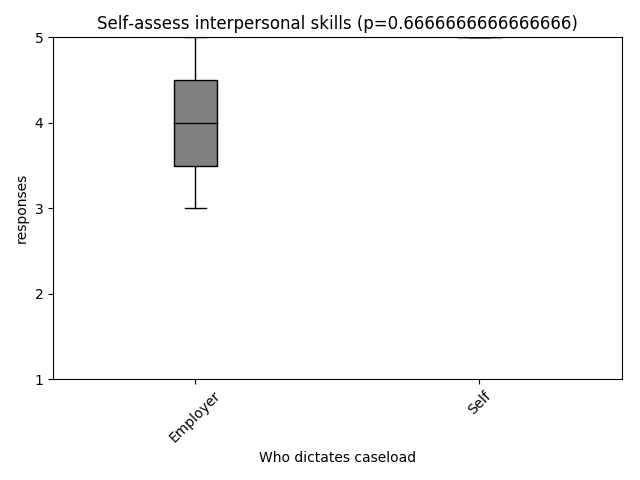 Self-assess interpersonal skills (p=0.6666666666666666)
5
4
3
2
1
responses
Employer
Self
Who dictates caseload